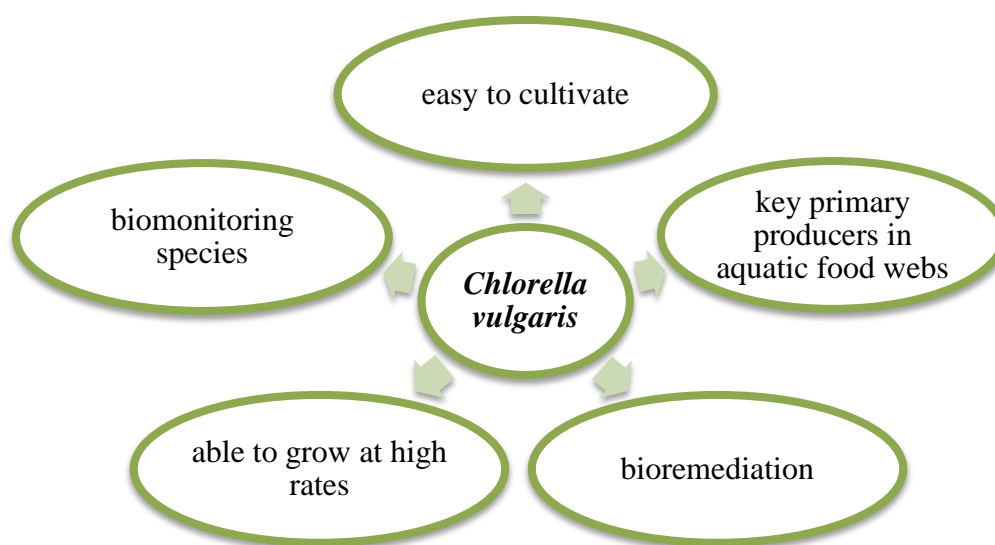 easy to cultivate
biomonitoring
species
key primary
producers in
aquatic food webs
Chlorella
vulgaris
able to grow at high
rates
bioremediation